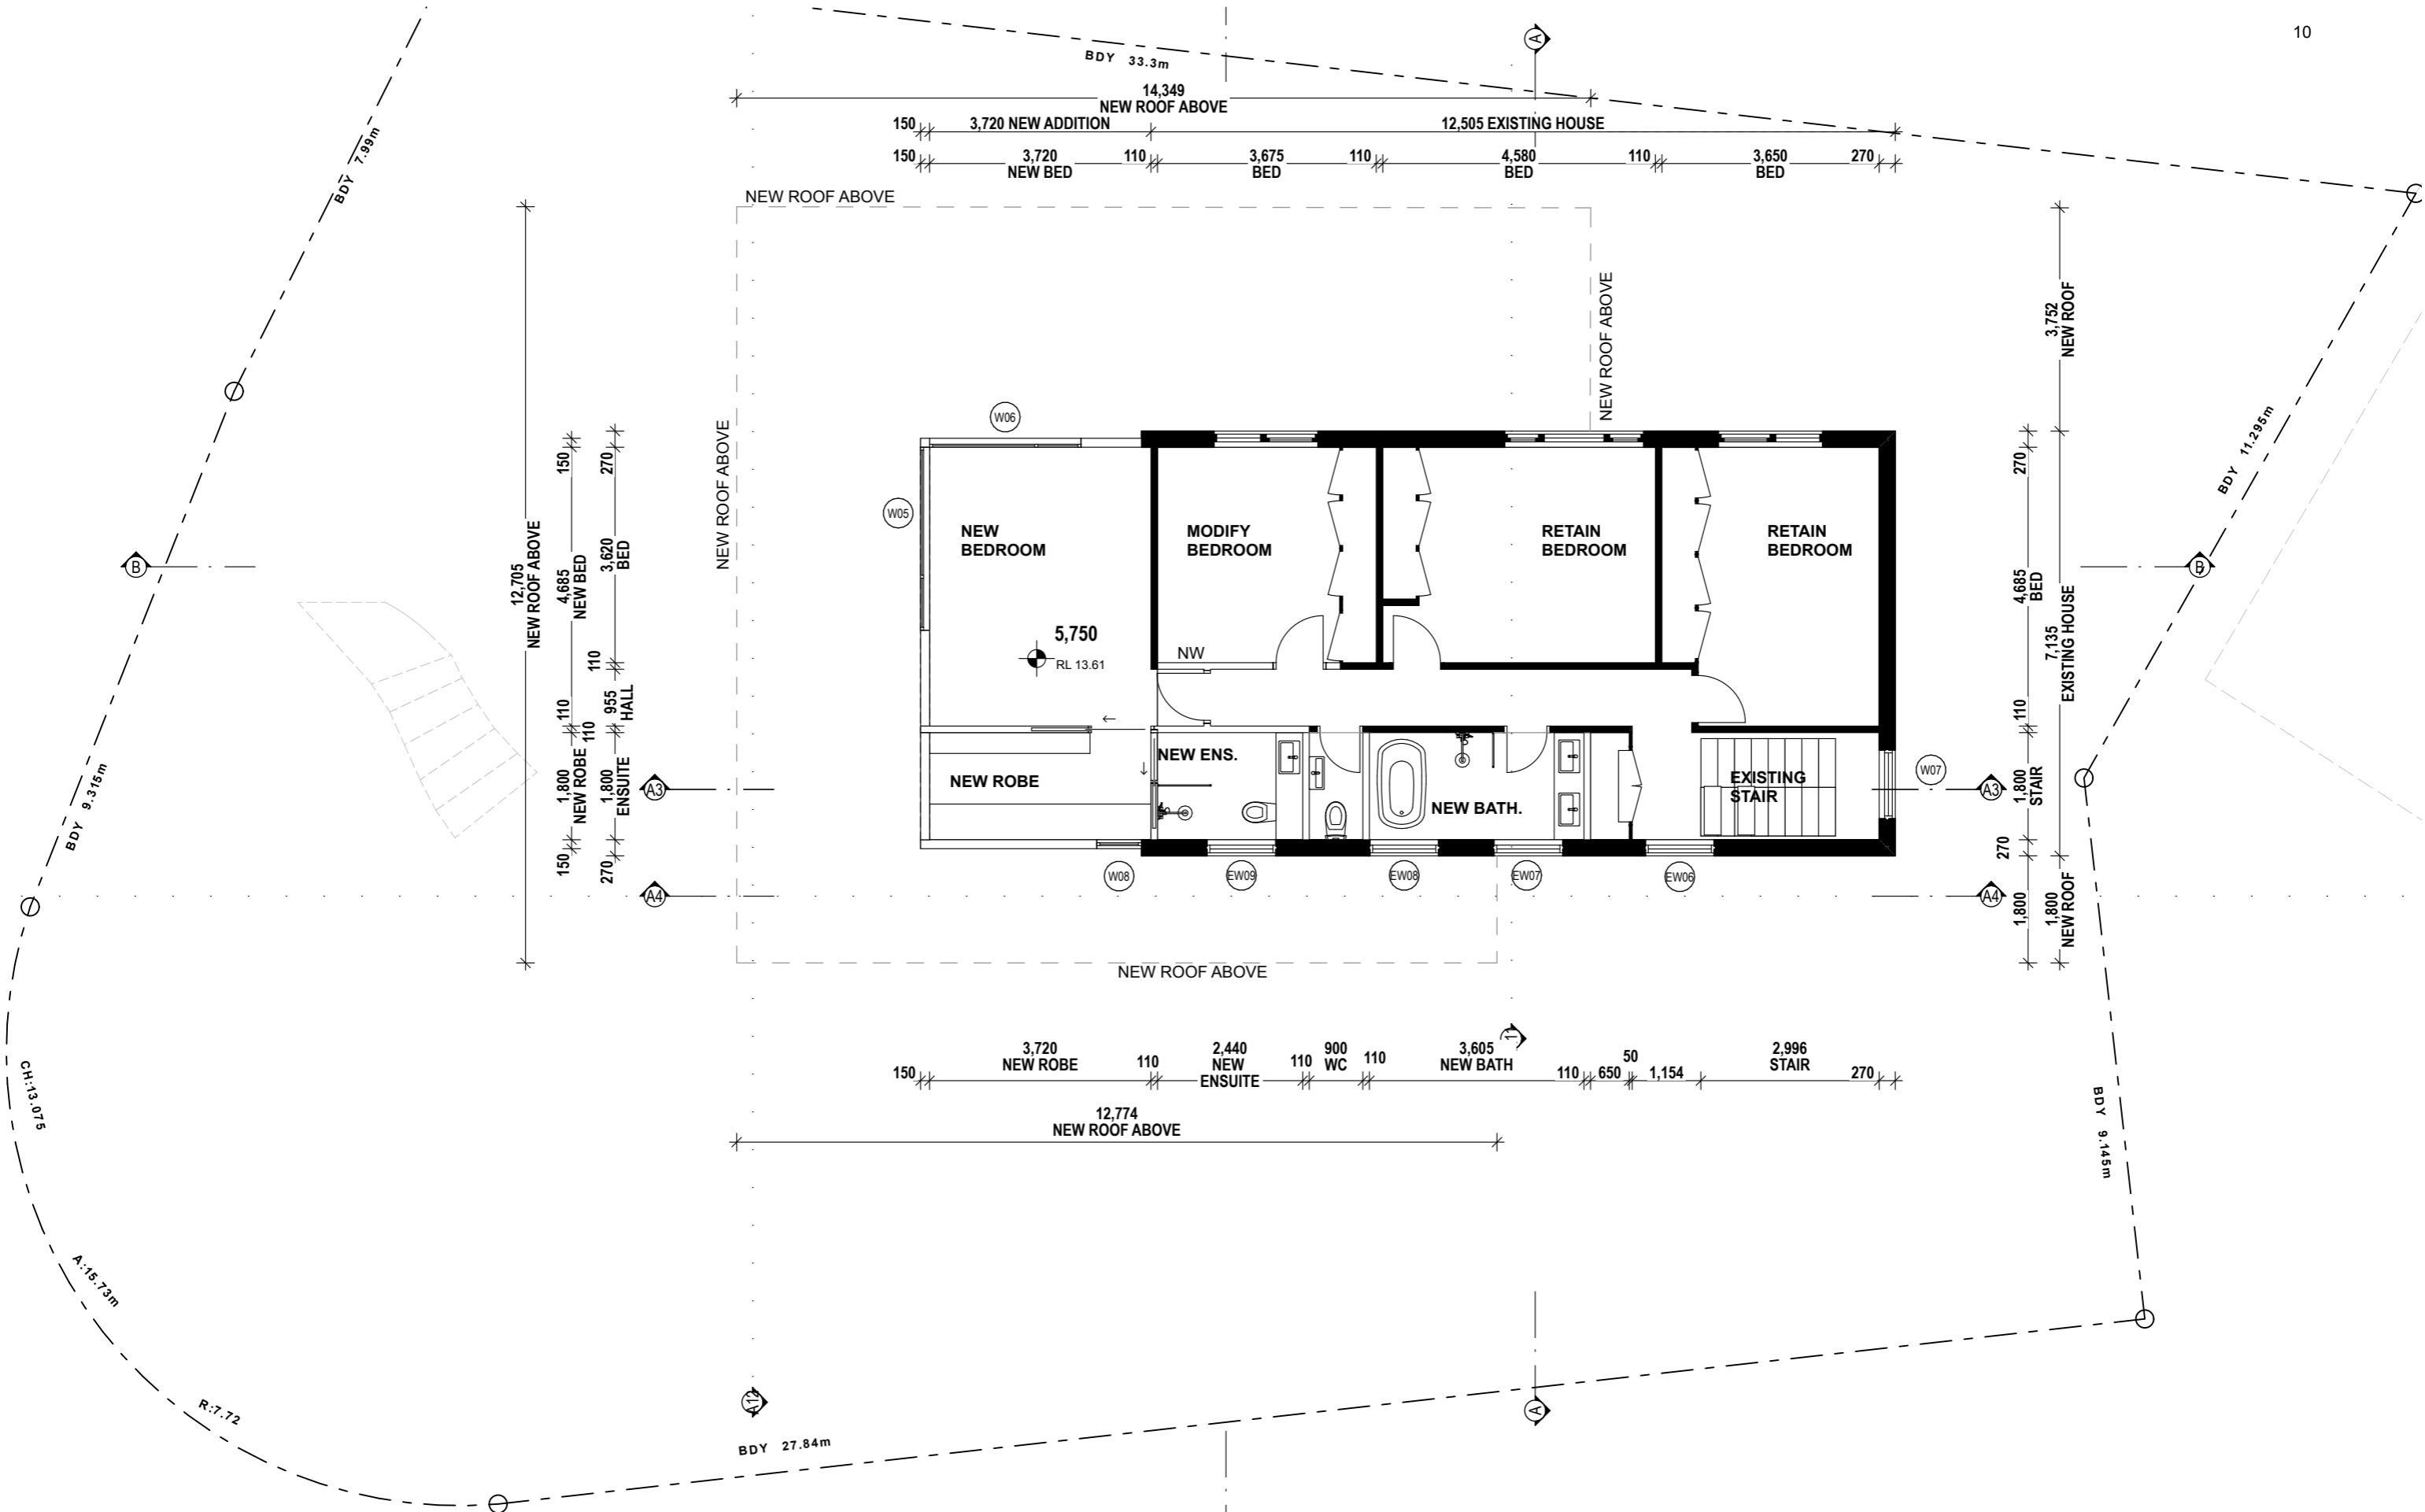 10
BDY 33.3m
A
14,349
NEW ROOF ABOVE
150
3,720 NEW ADDITION
12,505 EXISTING HOUSE
150
3,720
NEW BED
110
3,675
BED
110
4,580
BED
110
3,650
BED
270
BDY 7.99m
NEW ROOF ABOVE
NEW ROOF ABOVE
NEW ROOF ABOVE
3,752
NEW ROOF
W06
W05
12,705
NEW ROOF ABOVE
150
4,685
NEW BED
110
1,800
NEW ROBE
150
270
3,620
BED
110
955
HALL
110
1,800
ENSUITE
270
NEW
BEDROOM
MODIFY
BEDROOM
RETAIN
BEDROOM
RETAIN
BEDROOM
5,750
RL 13.61
NW
B
B
270
4,685
BED
110
1,800
STAIR
270
1,800
7,135
EXISTING HOUSE
1,800
NEW ROOF
BDY 11.295m
NEW ROBE
NEW ENS.
NEW BATH.
EXISTING
STAIR
W07
A3
A3
W08
EW09
EW08
EW07
EW06
A4
A4
BDY 9.315m
NEW ROOF ABOVE
11
150
3,720
NEW ROBE
110
2,440
NEW
ENSUITE
110
900
WC
110
3,605
NEW BATH
110
650
50
1,154
2,996
STAIR
270
12,774
NEW ROOF ABOVE
CH:13.075
BDY 9.145m
A:15.73m
R:7.72
A12
A
BDY 27.84m